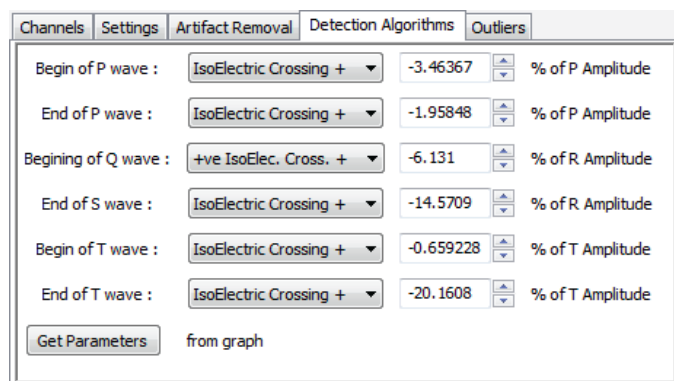 Channels Settings Artifact Removal Detection Algorithms Outliers
Begin of P wave : IsoElectric Crossing + -3.46367 % of P Amplitude
End of P wave : IsoElectric Crossing + -1.95848 % of P Amplitude
Begining of Q wave : +ve IsoElec. Cross. + -6.131 % of R Amplitude
End of S wave : IsoElectric Crossing + -14.5709 % of R Amplitude
Begin of T wave : IsoElectric Crossing + -0.659228 % of T Amplitude
End of T wave : IsoElectric Crossing + -20.1608 % of T Amplitude
Get Parameters from graph